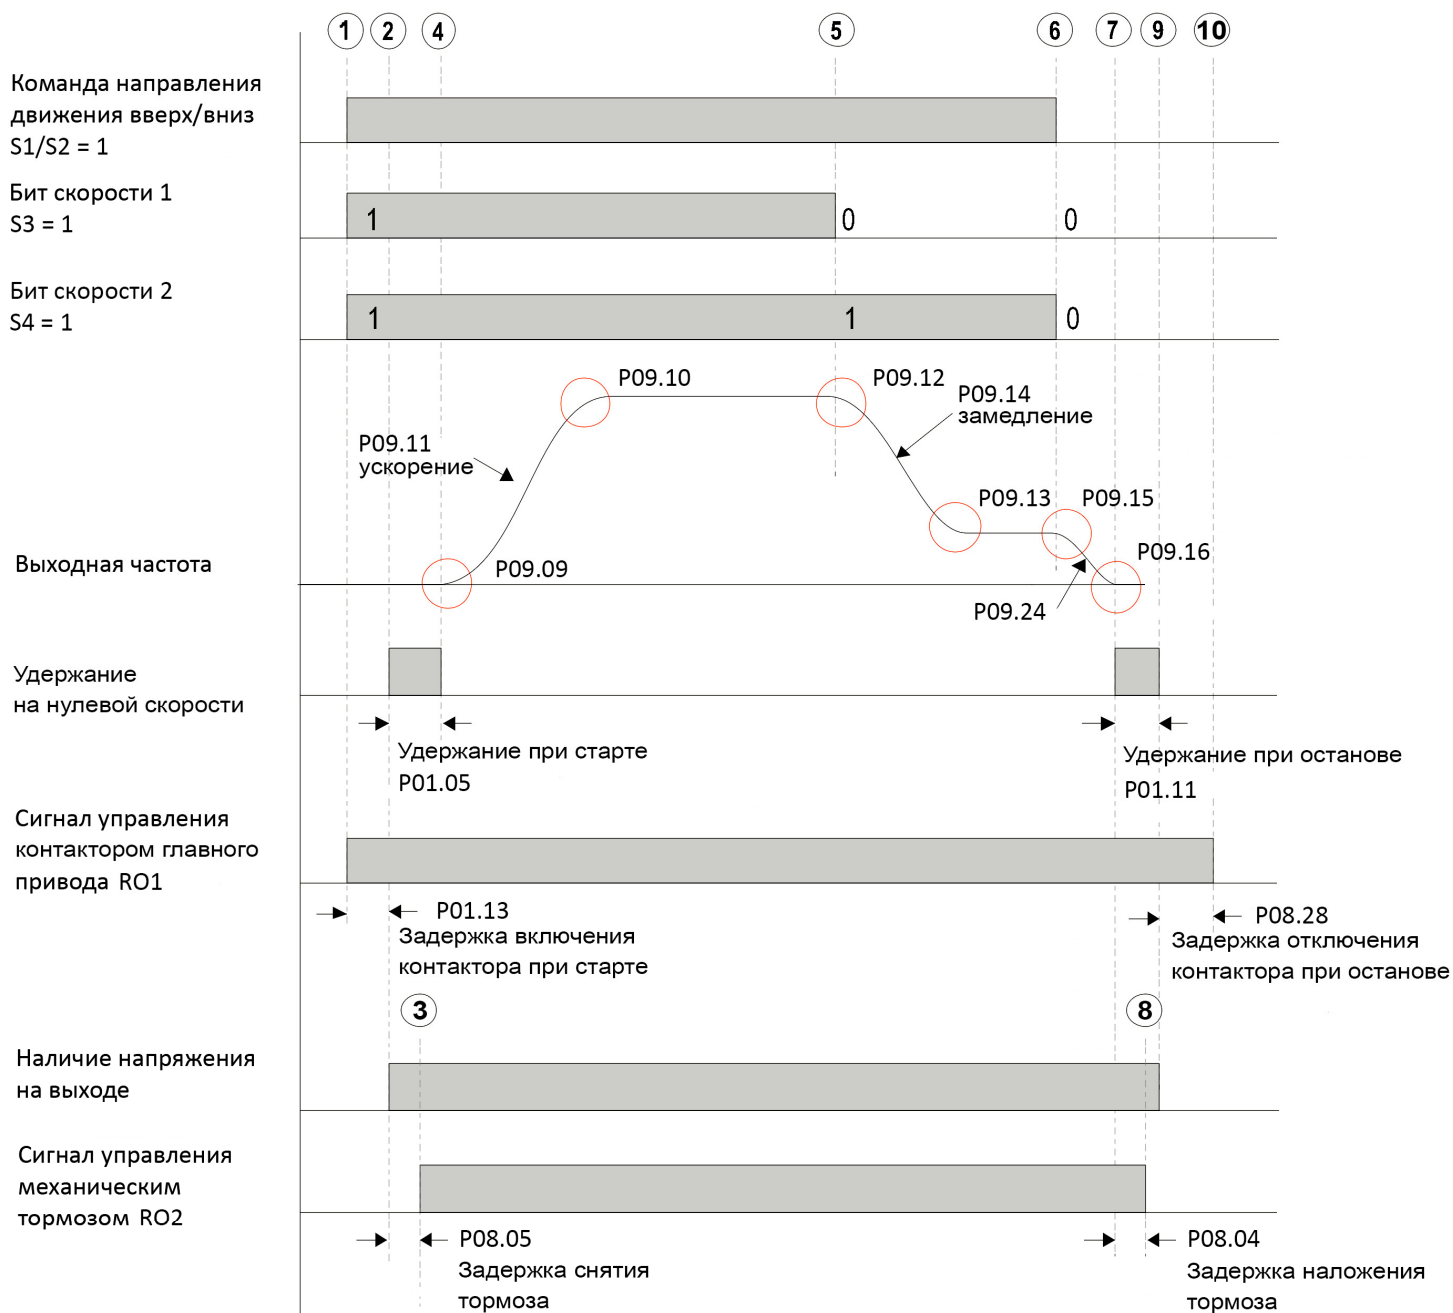 1 2 4 5 6 7 9 10
Команда направления
движения вверх/вниз
S1/S2 = 1
Бит скорости 1
S3 = 1
1 0 0
Бит скорости 2
S4 = 1
1 1 0
P09.10
P09.12
P09.14
замедление
P09.11
ускорение
P09.13
P09.15
Выходная частота
P09.09
P09.16
P09.24
Удержание
на нулевой скорости
Удержание при старте
P01.05
Удержание при останове
P01.11
Сигнал управления
контактором главного
привода RO1
P01.13
Задержка включения
контактора при старте
P08.28
Задержка отключения
контактора при останове
3 8
Наличие напряжения
на выходе
Сигнал управления
механическим
тормозом RO2
P08.05
Задержка снятия
тормоза
P08.04
Задержка наложения
тормоза